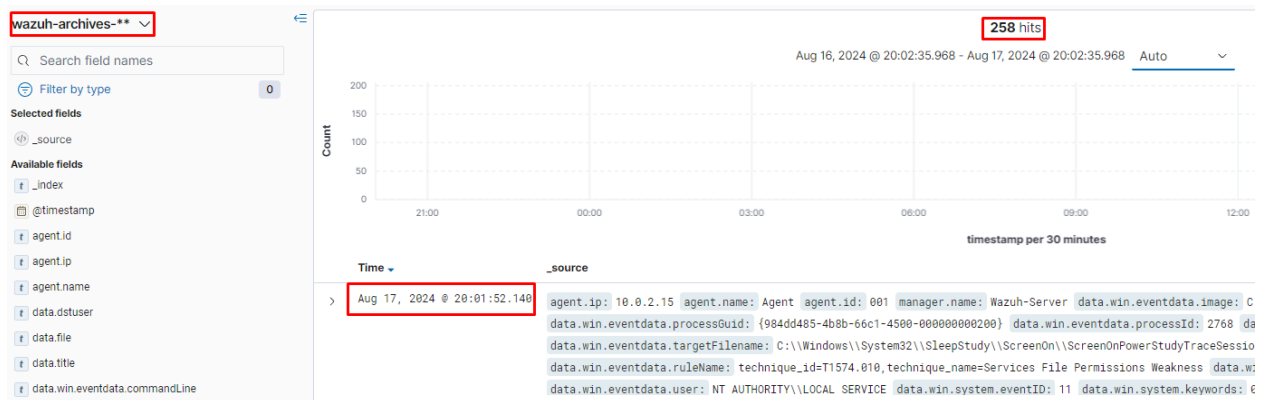 wazuh-archives-**
258 hits
Search field names
Aug 16, 2024 @ 20:02:35.968 - Aug 17, 2024 @ 20:02:35.968 Auto
Filter by type 0
Selected fields
_source
Available fields
_index
@timestamp
agent.id
agent.ip
agent.name
data.dstuser
data.file
data.title
data.win.eventdata.commandLine
Count
200
150
100
50
0
21:00 00:00 03:00 06:00 09:00 12:00
timestamp per 30 minutes
Time _source
Aug 17, 2024 @ 20:01:52.140 agent.ip: 10.0.2.15 agent.name: Agent agent.id: 001 manager.name: Wazuh-Server data.win.eventdata.image: C
data.win.eventdata.processGuid: {984dd485-4b8b-66c1-4500-000000000200} data.win.eventdata.processId: 2768 da
data.win.eventdata.targetFilename: C:\\Windows\\System32\\SleepStudy\\ScreenOn\\ScreenOnPowerStudyTraceSessio
data.win.eventdata.ruleName: technique_id=T1574.010,technique_name=Services File Permissions Weakness data.wi
data.win.eventdata.user: NT AUTHORITY\\LOCAL SERVICE data.win.system.eventID: 11 data.win.system.keywords: 0